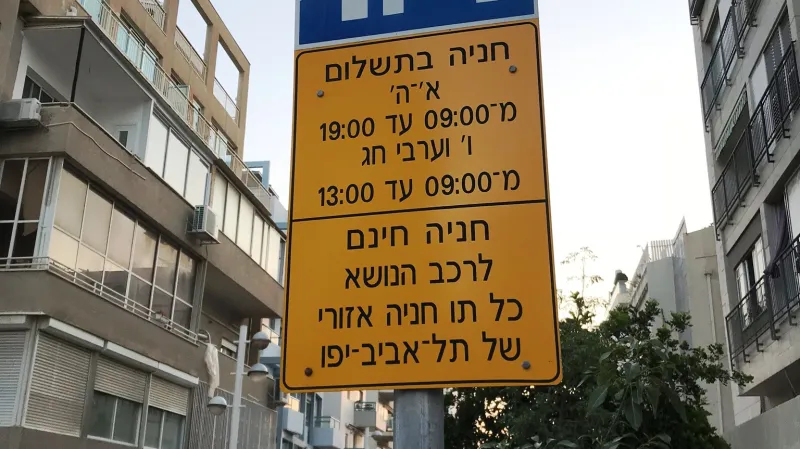 חניה בתשלום
א'-ה'
מ-09:00 עד 19:00
ו' וערבי חג
מ-09:00 עד 13:00
חניה חינם
לרכב הנושא
כל תו חניה אזורי
של תל-אביב-יפו